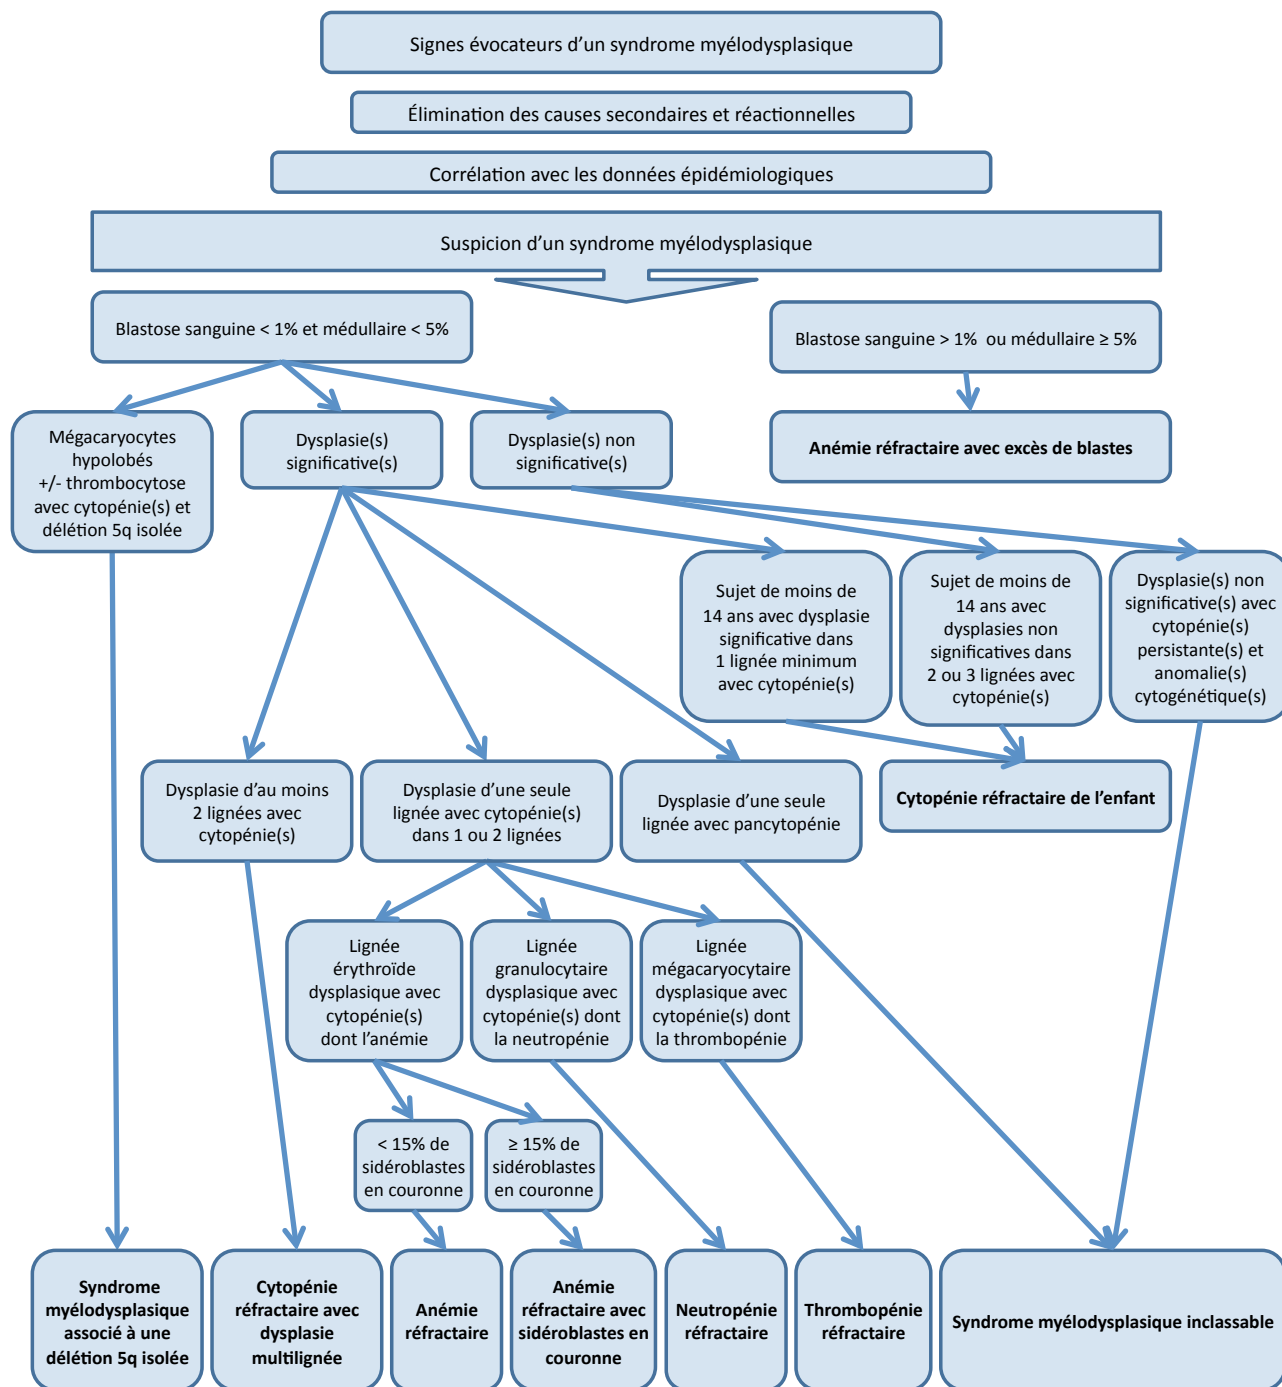 Signes évocateurs d’un syndrome myélodysplasique
Élimination des causes secondaires et réactionnelles
Corrélation avec les données épidémiologiques
Suspicion d’un syndrome myélodysplasique
Blastose sanguine < 1% et médullaire < 5%
Blastose sanguine > 1% ou médullaire ≥ 5%
Mégacaryocytes
hypolobés
+/- thrombocytose
avec cytopénie(s) et
délétion 5q isolée
Dysplasie(s)
significative(s)
Dysplasie(s) non
significative(s)
Anémie réfractaire avec excès de blastes
Sujet de moins de
14 ans avec dysplasie
significative dans
1 lignée minimum
avec cytopénie(s)
Sujet de moins de
14 ans avec
dysplasies non
significatives dans
2 ou 3 lignées avec
cytopénie(s)
Dysplasie(s) non
significative(s) avec
cytopénie(s)
persistante(s) et
anomalie(s)
cytogénétique(s)
Dysplasie d’au moins
2 lignées avec
cytopénie(s)
Dysplasie d’une seule
lignée avec cytopénie(s)
dans 1 ou 2 lignées
Dysplasie d’une seule
lignée avec pancytopénie
Cytopénie réfractaire de l’enfant
Lignée
érythroïde
dysplasique avec
cytopénie(s)
dont l’anémie
Lignée
granulocytaire
dysplasique avec
cytopénie(s) dont
la neutropénie
Lignée
mégacaryocytaire
dysplasique avec
cytopénie(s) dont
la thrombopénie
< 15% de
sidéroblastes
en couronne
≥ 15% de
sidéroblastes
en couronne
Syndrome
myélodysplasique
associé à une
délétion 5q isolée
Cytopénie
réfractaire avec
dysplasie
multilignée
Anémie
réfractaire
Anémie
réfractaire avec
sidéroblastes en
couronne
Neutropénie
réfractaire
Thrombopénie
réfractaire
Syndrome myélodysplasique inclassable